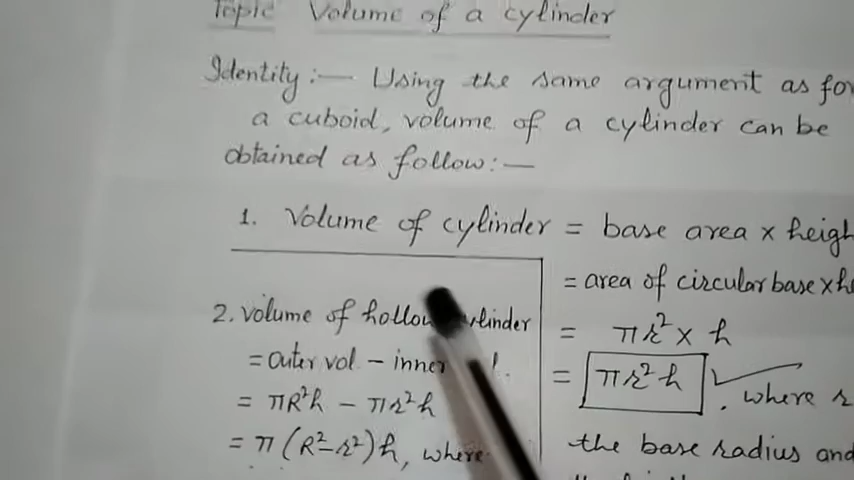 Topic Volume of a cylinder
Identity :— Using the same argument as for
a cuboid, volume of a cylinder can be
obtained as follow:—
1. Volume of cylinder = base area x heigh
= area of circular base x h
= πr² x h
= πr²h , where r
the base radius and
2. volume of hollow cylinder
= outer vol – inner
= πR²h – πr²h
= π(R²–r²)h, where